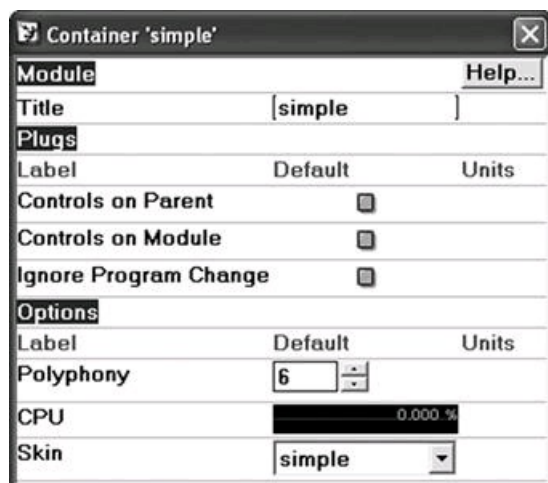 Container 'simple'
Module Help...
Title simple
Plugs
Label Default Units
Controls on Parent
Controls on Module
Ignore Program Change
Options
Label Default Units
Polyphony 6
CPU 0.000 %
Skin simple